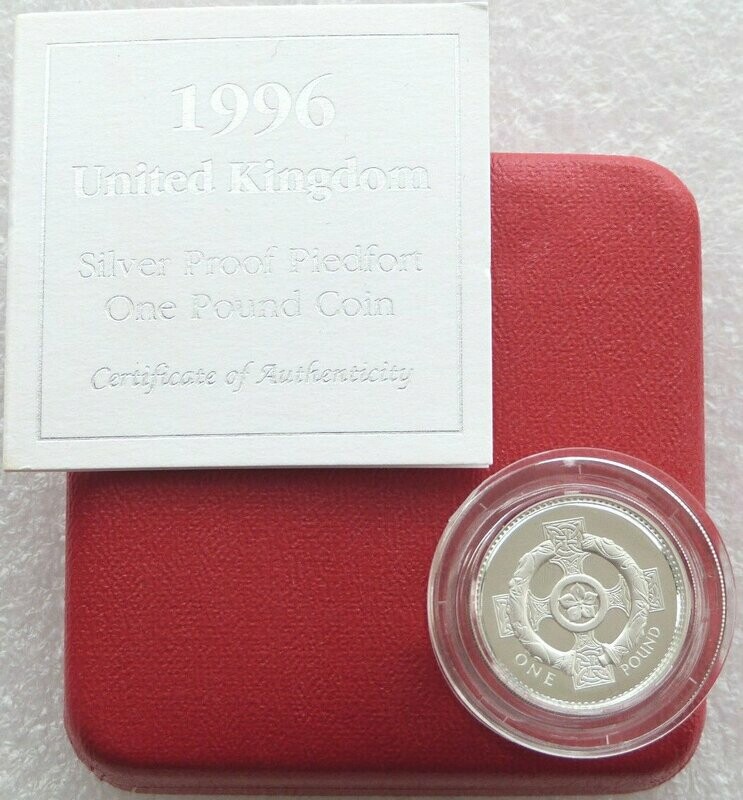 1996
United Kingdom
Silver Proof Piedfort
One Pound Coin
Certificate of Authenticity
ONE POUND